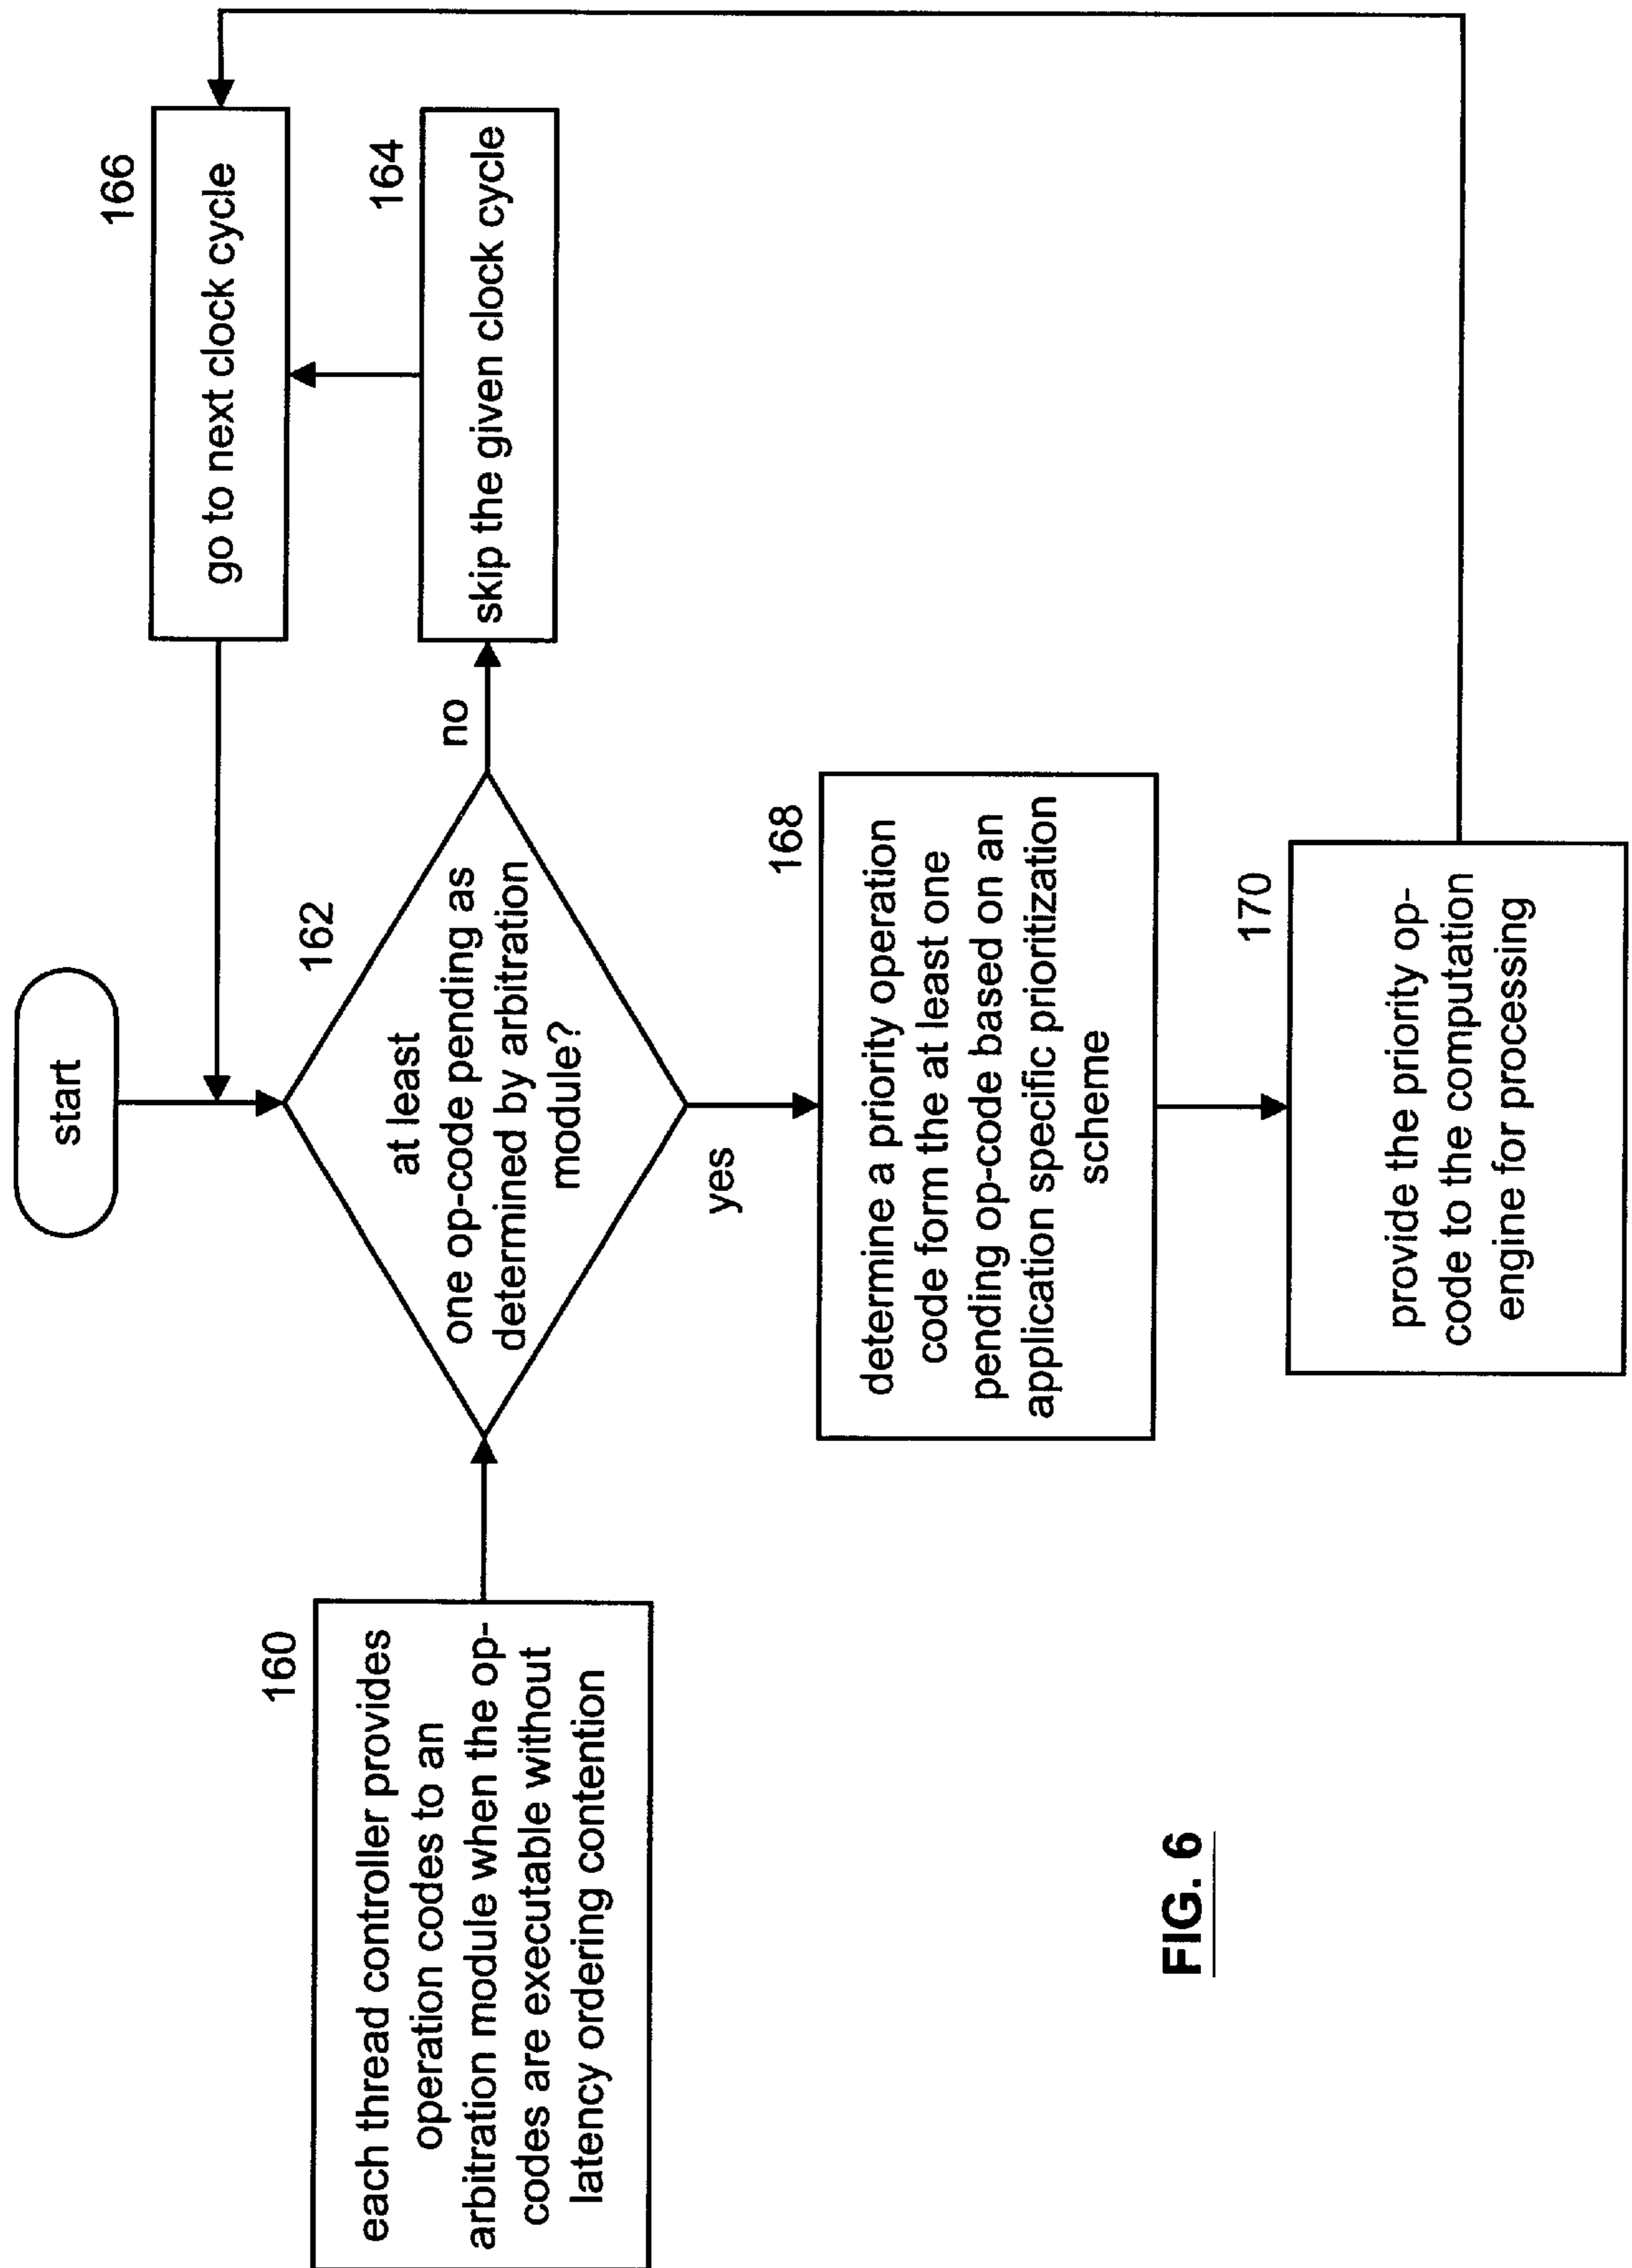 start
160
each thread controller provides
operation codes to an
arbitration module when the op-
codes are executable without
latency ordering contention
162
at least
one op-code pending as
determined by arbitration
module?
no
yes
166
go to next clock cycle
164
skip the given clock cycle
168
determine a priority operation
code form the at least one
pending op-code based on an
application specific prioritization
scheme
170
provide the priority op-
code to the computation
engine for processing
FIG. 6